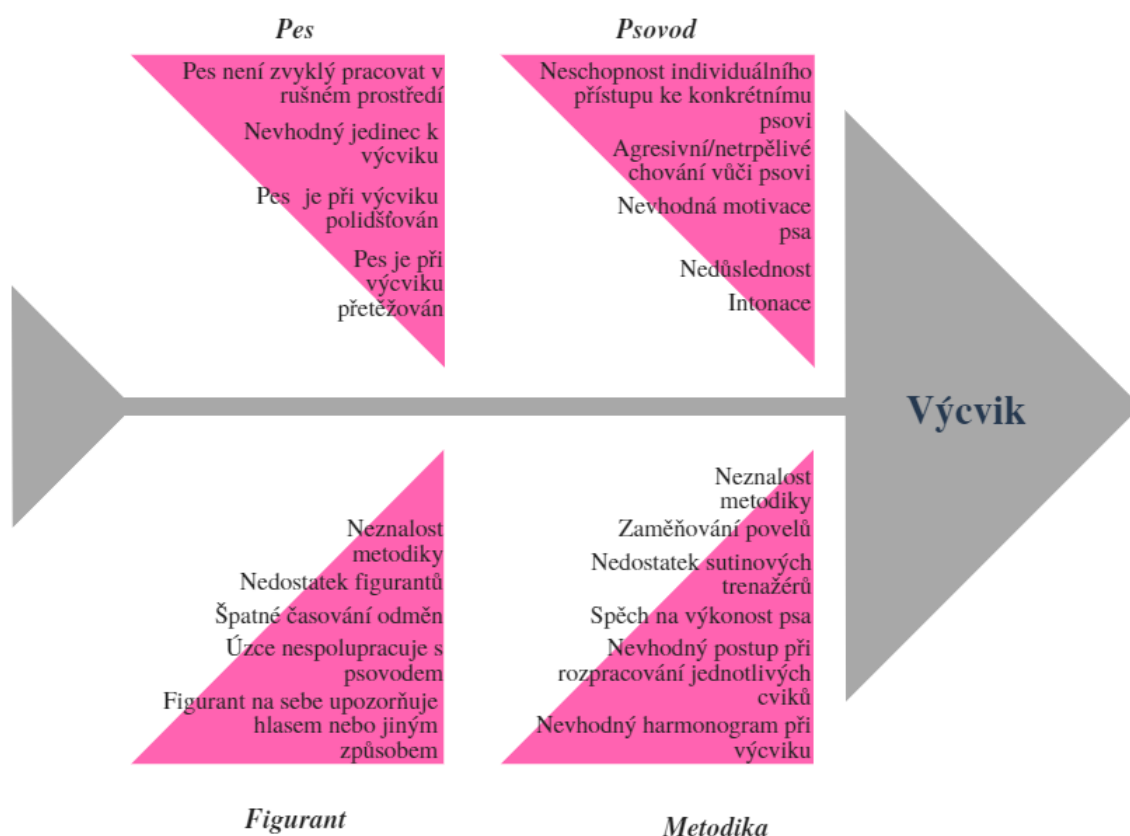 Pes
Pes není zvyklý pracovat v
rušném prostředí
Nevhodný jedinec k
výcviku
Pes je při výcviku
polidšťován
Pes je při
výcviku
přetěžován
Psovod
Neschopnost individuálního
přístupu ke konkrétnímu
psovi
Agresivní/netrpělivé
chování vůči psovi
Nevhodná motivace
psa
Nedůslednost
Intonace
Výcvik
Neznalost
metodiky
Nedostatek figurantů
Špatné časování odměn
Úzce nespolupracuje s
psovodem
Figurant na sebe upozorňuje
hlasem nebo jiným
způsobem
Figurant
Neznalost
metodiky
Zaměňování povelů
Nedostatek sutinových
trenažérů
Spěch na výkonost psa
Nevhodný postup při
rozpracování jednotlivých
cviků
Nevhodný harmonogram při
výcviku
Metodika